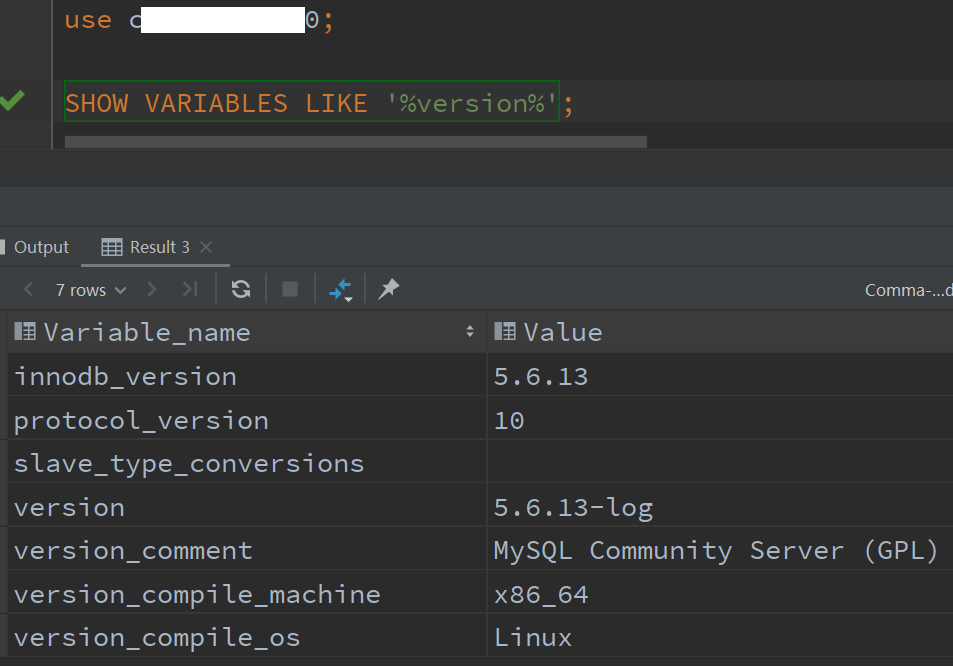 use c 0;
SHOW VARIABLES LIKE '%version%';
Output Result 3
7 rows Comma-...d
Variable_name Value
innodb_version 5.6.13
protocol_version 10
slave_type_conversions
version 5.6.13-log
version_comment MySQL Community Server (GPL)
version_compile_machine x86_64
version_compile_os Linux